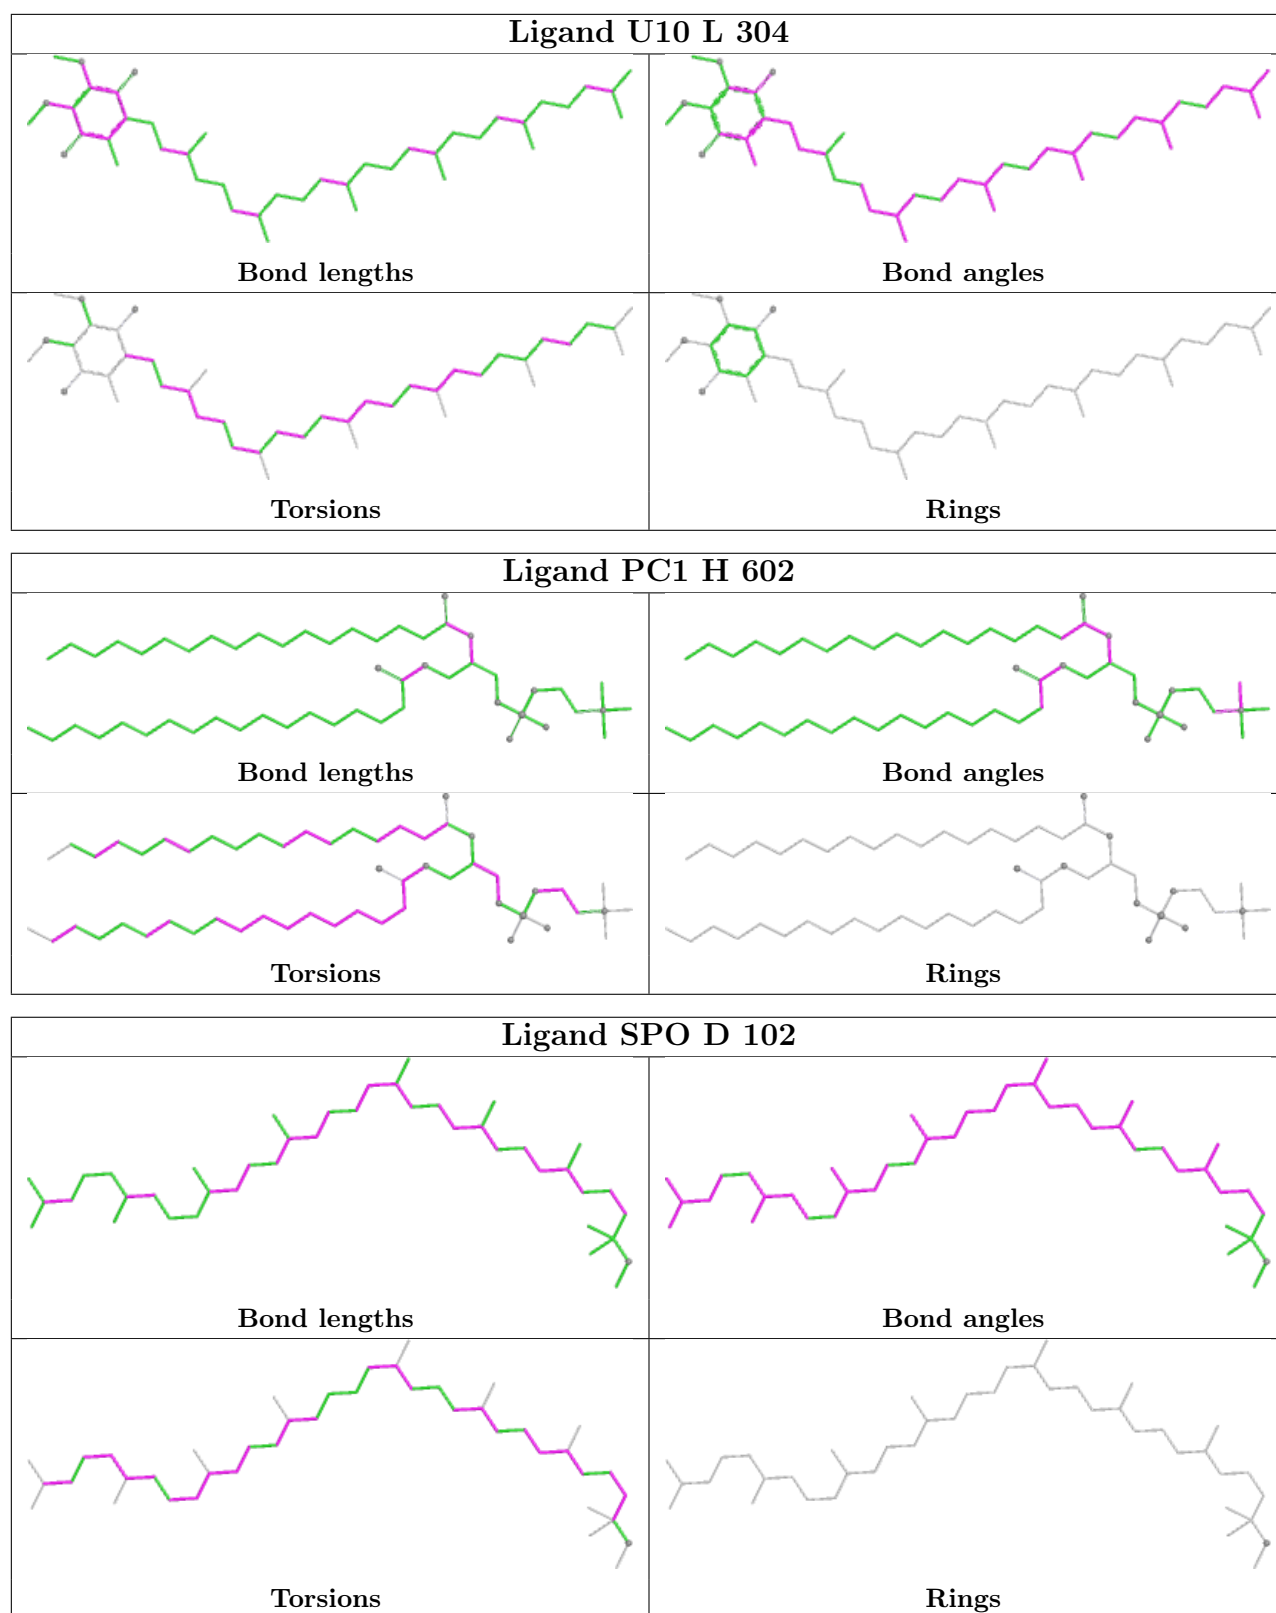 Ligand U10 L 304
Bond lengths
Bond angles
Torsions
Rings
Ligand PC1 H 602
Bond lengths
Bond angles
Torsions
Rings
Ligand SPO D 102
Bond lengths
Bond angles
Torsions
Rings